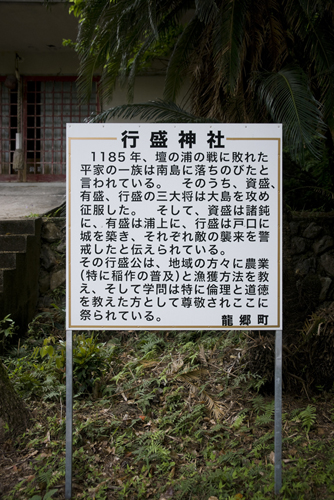 行盛神社
1185年、壇の浦の戦に敗れた
平家の一族は南島に落ちのびたと
言われている。 そのうち、資盛、
有盛、行盛の三大将は大島を攻め
征服した。 そして、資盛は諸鈍
に、有盛は浦上に、行盛は戸口に
城を築き、それぞれ敵の襲来を警
戒したと伝えられている。
その行盛公は、地域の方々に農業
(特に稲作の普及)と漁獲方法を教
え、そして学問は特に倫理と道徳
を教えた方として尊敬されここに
祭られている。
龍郷町